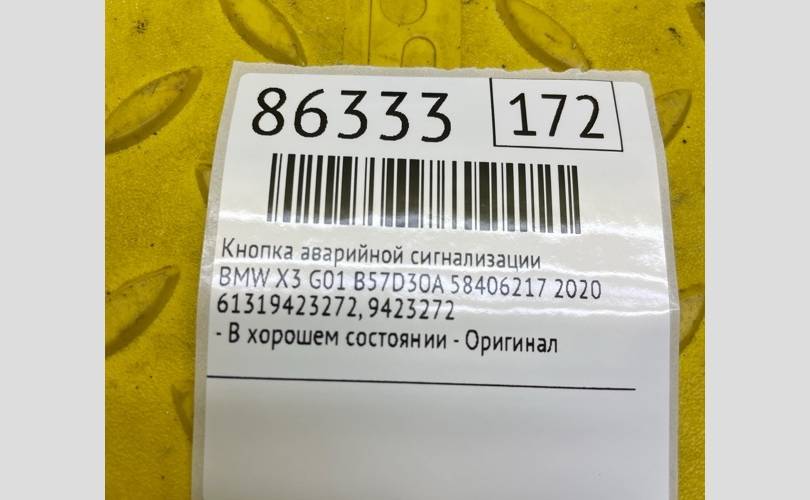 86333 172
Кнопка аварийной сигнализации
BMW X3 G01 B57D30A 58406217 2020
61319423272, 9423272
- В хорошем состоянии - Оригинал